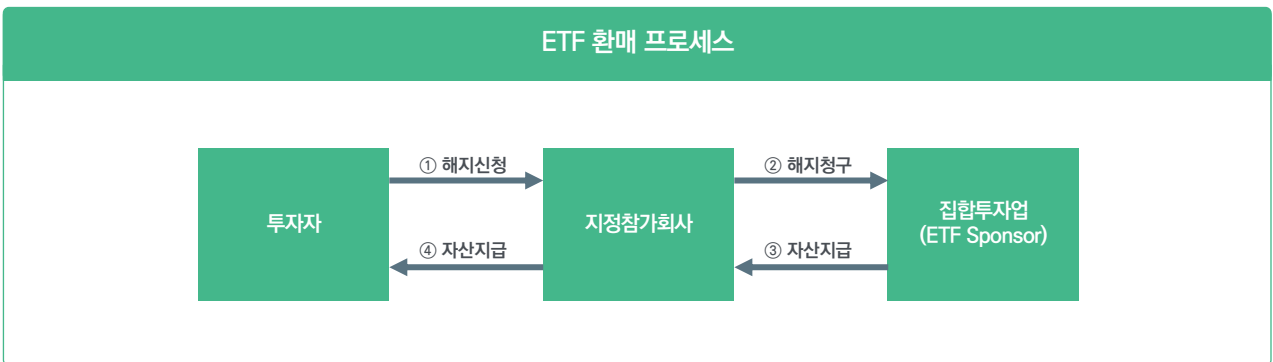 ETF 환매 프로세스
① 해지신청
② 해지청구
투자자
지정참가회사
집합투자업
(ETF Sponsor)
④ 자산지급
③ 자산지급